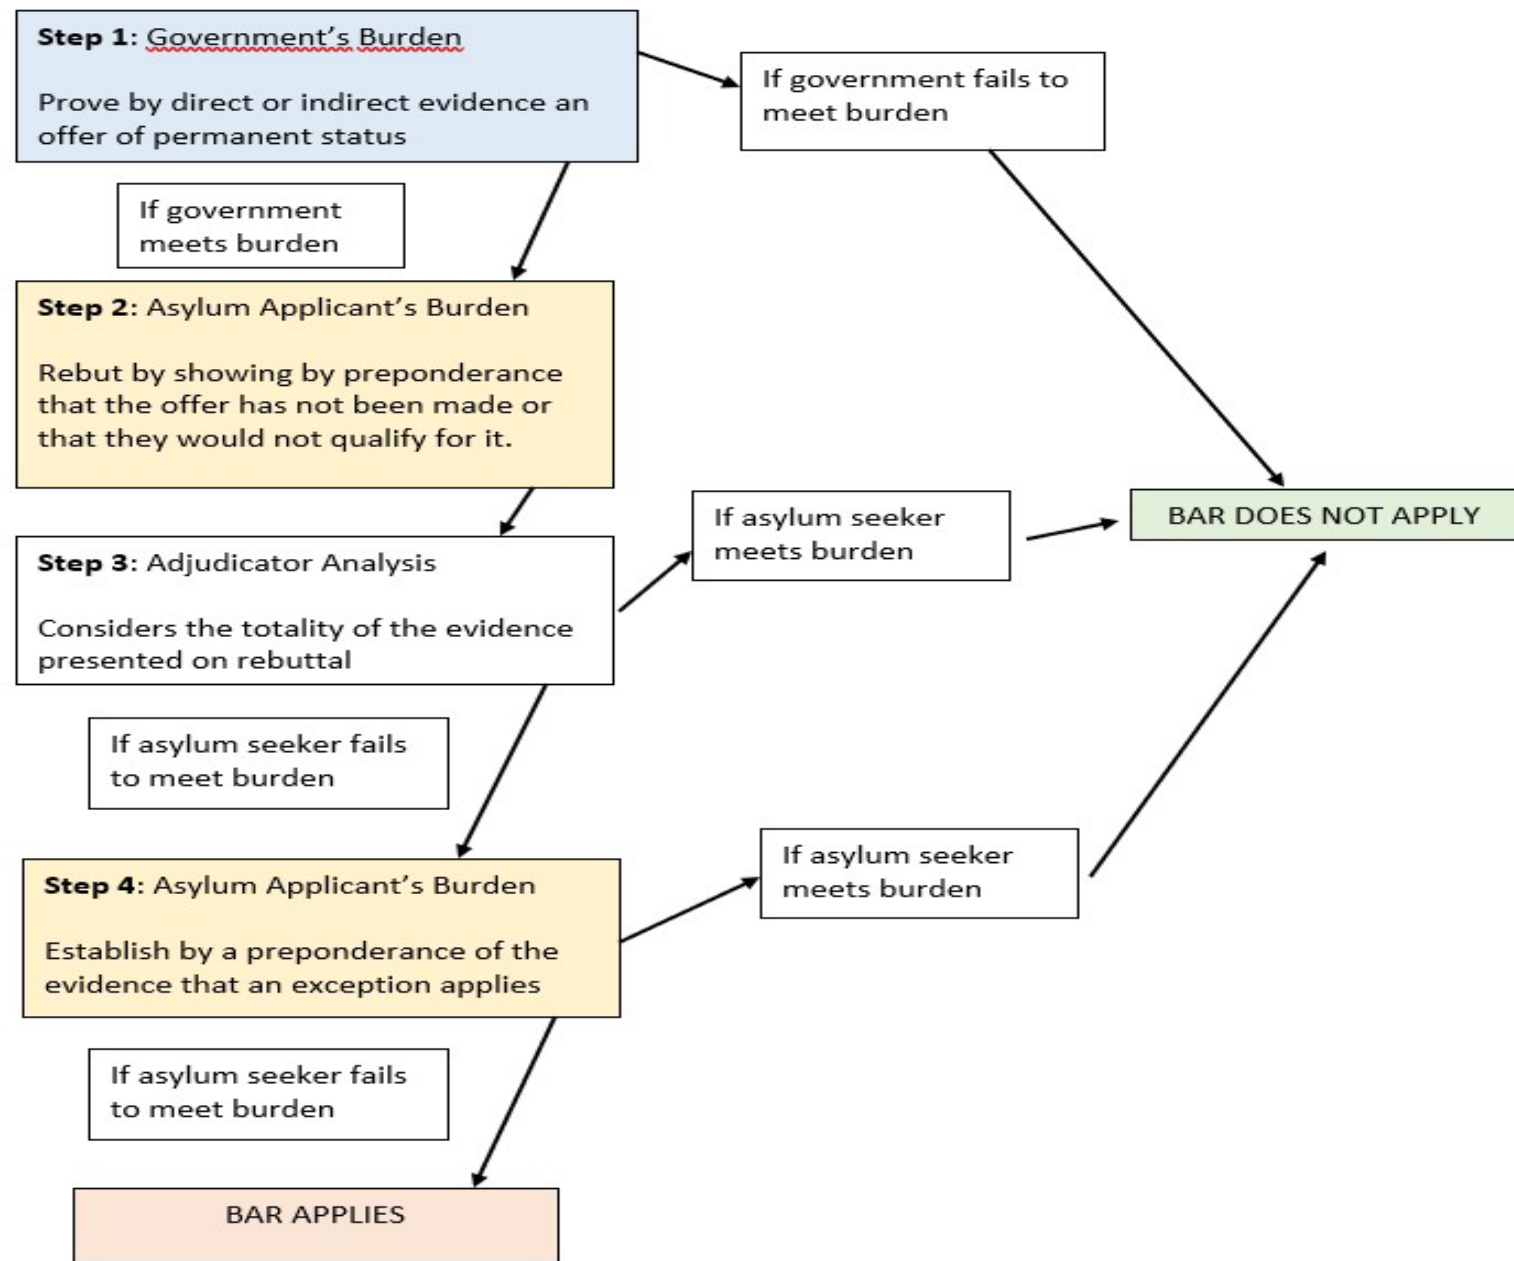 Step 1: Government's Burden
Prove by direct or indirect evidence an
offer of permanent status
If government fails to
meet burden
If government
meets burden
Step 2: Asylum Applicant's Burden
Rebut by showing by preponderance
that the offer has not been made or
that they would not qualify for it.
Step 3: Adjudicator Analysis
Considers the totality of the evidence
presented on rebuttal
If asylum seeker
meets burden
BAR DOES NOT APPLY
If asylum seeker fails
to meet burden
Step 4: Asylum Applicant's Burden
Establish by a preponderance of the
evidence that an exception applies
If asylum seeker
meets burden
If asylum seeker fails
to meet burden
BAR APPLIES